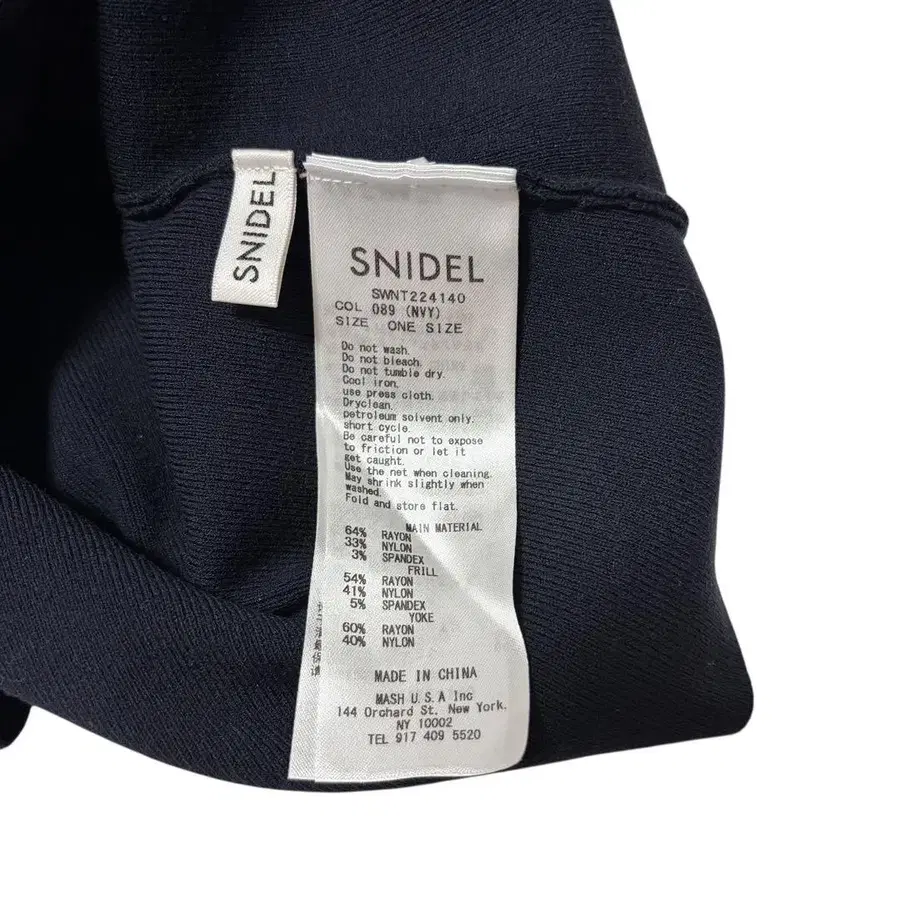 SNIDEL
SNIDEL
SWNT224140
COL 089 (NVY)
SIZE ONE SIZE
Do not wash.
Do not bleach.
Do not tumble dry.
Cool iron.
use press cloth.
Dryclean.
petroleum solvent only.
short cycle.
Be careful not to expose
to friction or let it
get caught.
Use the net when cleaning.
May shrink slightly when
washed.
Fold and store flat.
MAIN MATERIAL
64% RAYON
33% NYLON
3% SPANDEX
FRILL
54% RAYON
41% NYLON
5% SPANDEX
YOKE
60% RAYON
40% NYLON
MADE IN CHINA
MASH U.S.A Inc
144 Orchard St. New York.
NY 10002
TEL 917 409 5520